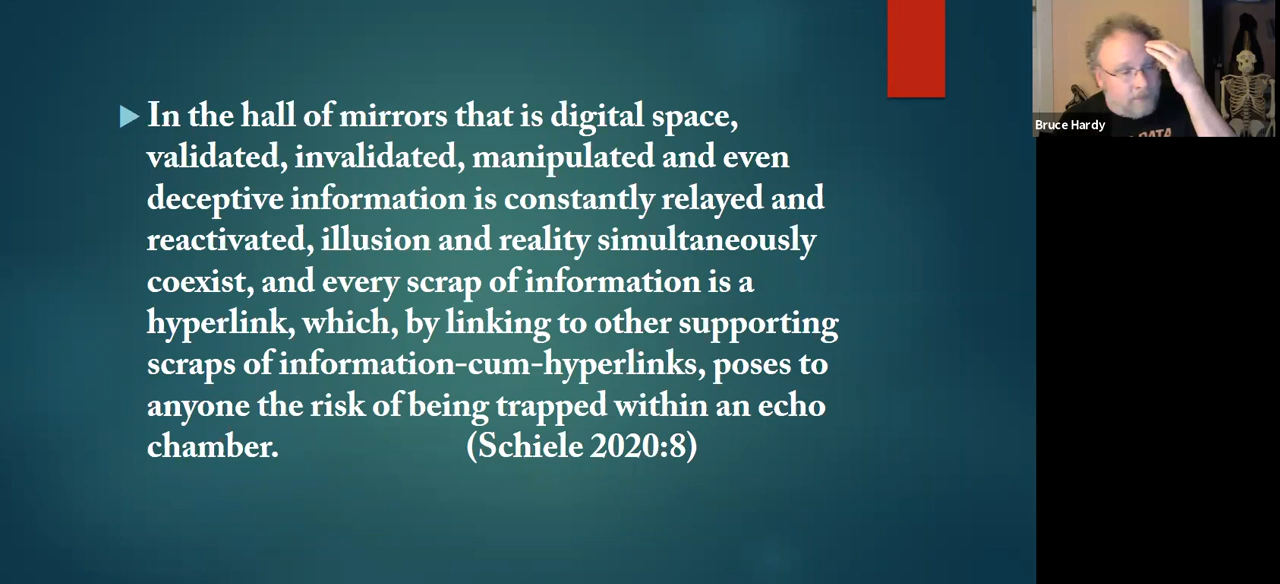 In the hall of mirrors that is digital space,
validated, invalidated, manipulated and even
deceptive information is constantly relayed and
reactivated, illusion and reality simultaneously
coexist, and every scrap of information is a
hyperlink, which, by linking to other supporting
scraps of information-cum-hyperlinks, poses to
anyone the risk of being trapped within an echo
chamber. (Schiele 2020:8)
Bruce Hardy
DATA